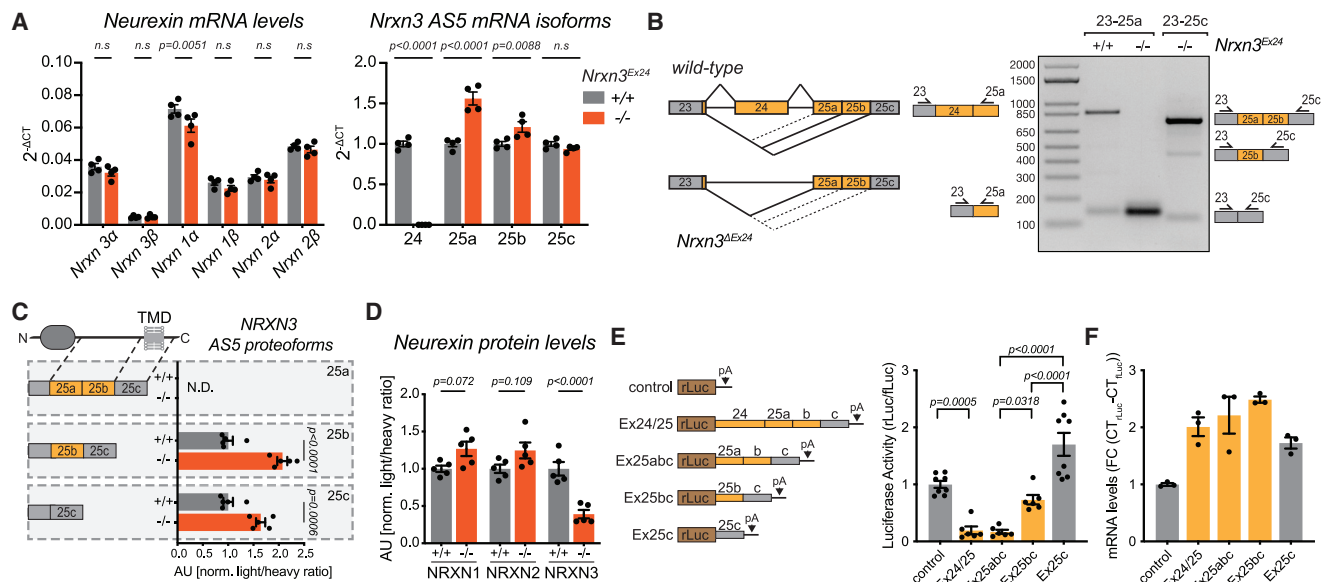 A
Neurexin mRNA levels
n.s n.s p=0.0051 n.s n.s n.s
2-ΔCT
0.10
0.08
0.06
0.04
0.02
0.00
Nrxn 3α Nrxn 3β Nrxn 1α Nrxn 1β Nrxn 2α Nrxn 2β
Nrxn3 AS5 mRNA isoforms
p<0.0001 p<0.0001 p=0.0088 n.s
2-ΔCT
2.0
1.5
1.0
0.5
0.0
24 25a 25b 25c
Nrxn3Ex24
+/+
-/-
B
wild-type
23 24 25a 25b 25c
23 25a 25b 25c
Nrxn3ΔEx24
23 24 25a
23 25a
23-25a 23-25c
+/+ -/- -/- Nrxn3Ex24
2000
1500
1000
850
650
500
400
300
200
100
23 25a 25b 25c
23 25b 25c
23 25c
C
N TMD C
NRXN3
AS5 proteoforms
25a 25b 25c +/+ N.D. 25a
-/-
25b 25c +/+ p<0.0001 25b
-/-
25c +/+ p=0.0006 25c
-/-
0.0 0.5 1.0 1.5 2.0 2.5
AU [norm. light/heavy ratio]
D
Neurexin protein levels
p=0.072 p=0.109 p<0.0001
AU [norm. light/heavy ratio]
2.0
1.5
1.0
0.5
0.0
+/+ -/- +/+ -/- +/+ -/-
NRXN1 NRXN2 NRXN3
E
control rLuc pA
Ex24/25 rLuc 24 25a b c pA
Ex25abc rLuc 25a b c pA
Ex25bc rLuc 25b c pA
Ex25c rLuc 25c pA
Luciferase Activity (rLuc/fLuc)
p<0.0001
p=0.0318 p<0.0001
p=0.0005
3
2
1
0
control Ex24/25 Ex25abc Ex25bc Ex25c
F
mRNA levels (FC (CTrLuc-CTfLuc))
3
2
1
0
control Ex24/25 Ex25abc Ex25bc Ex25c